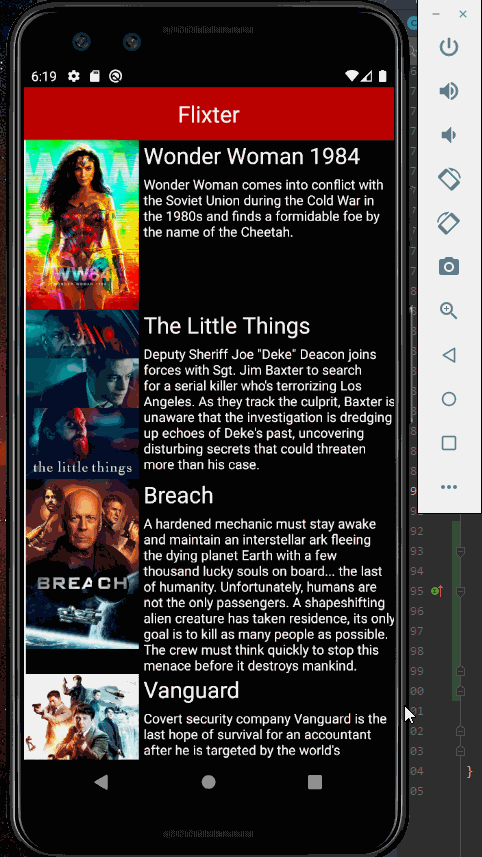 6:19
Flixter
Wonder Woman 1984
Wonder Woman comes into conflict with
the Soviet Union during the Cold War in
the 1980s and finds a formidable foe by
the name of the Cheetah.
WW84
The Little Things
Deputy Sheriff Joe "Deke" Deacon joins
forces with Sgt. Jim Baxter to search
for a serial killer who's terrorizing Los
Angeles. As they track the culprit, Baxter is
unaware that the investigation is dredging
up echoes of Deke's past, uncovering
disturbing secrets that could threaten
more than his case.
the little things
Breach
A hardened mechanic must stay awake
and maintain an interstellar ark fleeing
the dying planet Earth with a few
thousand lucky souls on board... the last
of humanity. Unfortunately, humans are
not the only passengers. A shapeshifting
alien creature has taken residence, its only
goal is to kill as many people as possible.
The crew must think quickly to stop this
menace before it destroys mankind.
BREACH
Vanguard
Covert security company Vanguard is the
last hope of survival for an accountant
after he is targeted by the world's
92
93
94
95
96
97
98
99
00
01
02
03
04 }
05